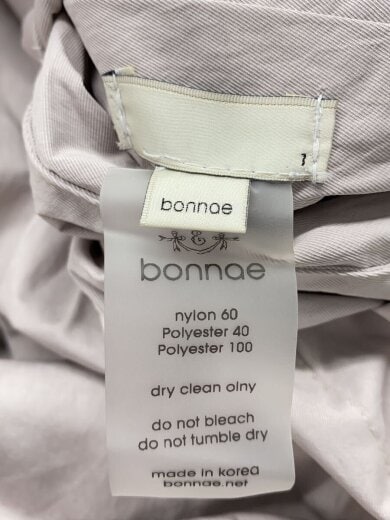 1
bonnae
&
bonnae
nylon 60
Polyester 40
Polyester 100
dry clean olny
do not bleach
do not tumble dry
made in korea
bonnae.net